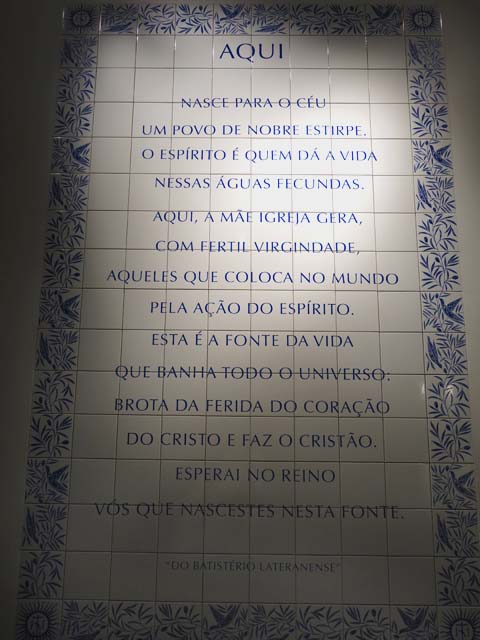 AQUI
NASCE PARA O CÉU
UM POVO DE NOBRE ESTIRPE.
O ESPÍRITO É QUEM DÁ A VIDA
NESSAS ÁGUAS FECUNDAS.
AQUI, A MÃE IGREJA GERA,
COM FERTIL VIRGINDADE,
AQUELES QUE COLOCA NO MUNDO
PELA AÇÃO DO ESPÍRITO.
ESTA É A FONTE DA VIDA
QUE BANHA TODO O UNIVERSO:
BROTA DA FERIDA DO CORAÇÃO
DO CRISTO E FAZ O CRISTÃO.
ESPERAI NO REINO
VÓS QUE NASCESTES NESTA FONTE.
"DO BATISTÉRIO LATERANENSE"